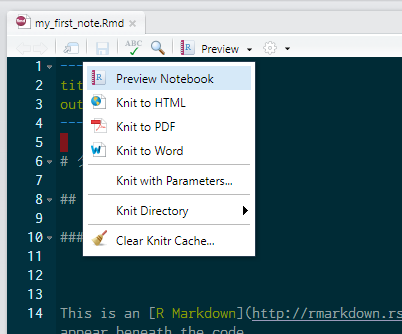 my_first_note.Rmd
ABC
R Preview
1 ---
2 tit
3 out
4 ---
5
6 #
7
8 ##
9
10 ###
11
12
13
14 This is an [R Markdown](http://rmarkdown.rs
appear beneath the code
Preview Notebook
Knit to HTML
Knit to PDF
Knit to Word
Knit with Parameters...
Knit Directory
Clear Knitr Cache...